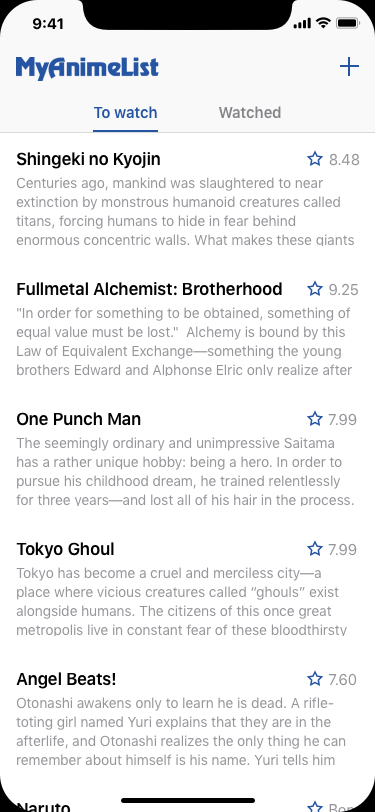 9:41
MyAnimeList
To watch Watched
Shingeki no Kyojin 8.48
Centuries ago, mankind was slaughtered to near
extinction by monstrous humanoid creatures called
titans, forcing humans to hide in fear behind
enormous concentric walls. What makes these giants
Fullmetal Alchemist: Brotherhood 9.25
"In order for something to be obtained, something of
equal value must be lost." Alchemy is bound by this
Law of Equivalent Exchange—something the young
brothers Edward and Alphonse Elric only realize after
One Punch Man 7.99
The seemingly ordinary and unimpressive Saitama
has a rather unique hobby: being a hero. In order to
pursue his childhood dream, he trained relentlessly
for three years—and lost all of his hair in the process.
Tokyo Ghoul 7.99
Tokyo has become a cruel and merciless city—a
place where vicious creatures called “ghouls” exist
alongside humans. The citizens of this once great
metropolis live in constant fear of these bloodthirsty
Angel Beats! 7.60
Otonashi awakens only to learn he is dead. A rifle-
toting girl named Yuri explains that they are in the
afterlife, and Otonashi realizes the only thing he can
remember about himself is his name. Yuri tells him
Naruto